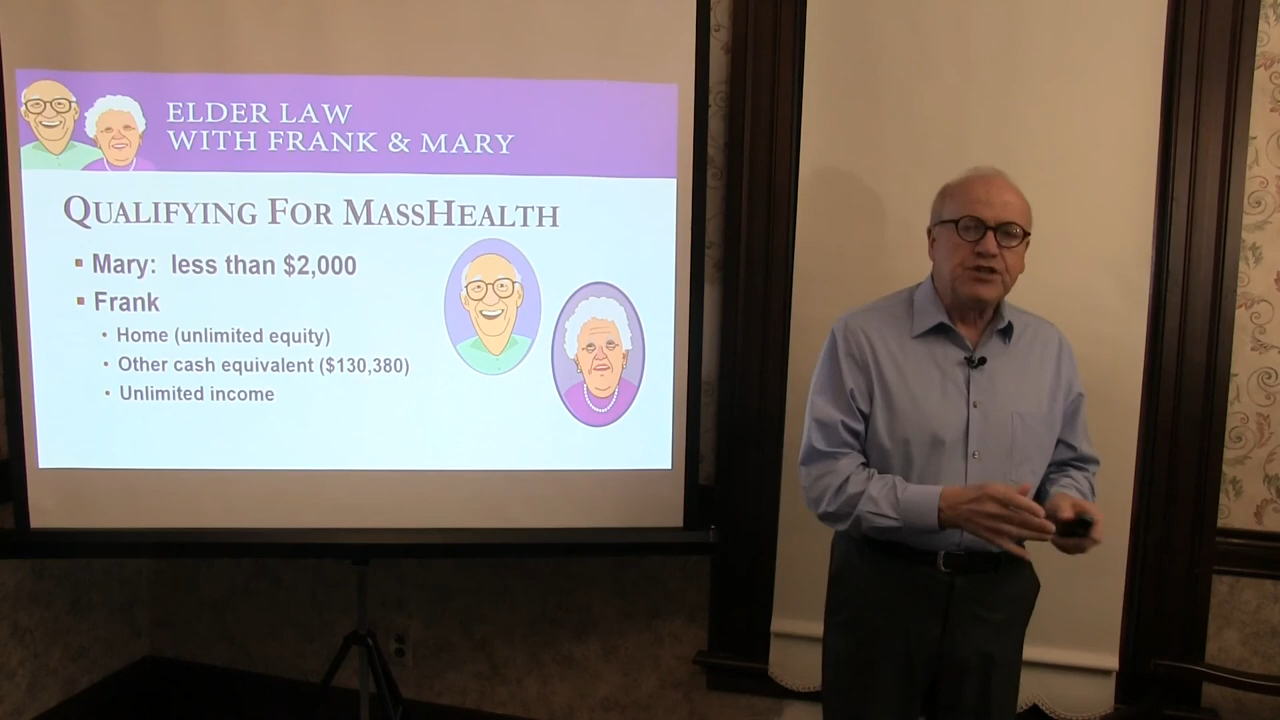 ELDER LAW
WITH FRANK & MARY
QUALIFYING FOR MASSHEALTH
▪ Mary: less than $2,000
▪ Frank
• Home (unlimited equity)
• Other cash equivalent ($130,380)
• Unlimited income